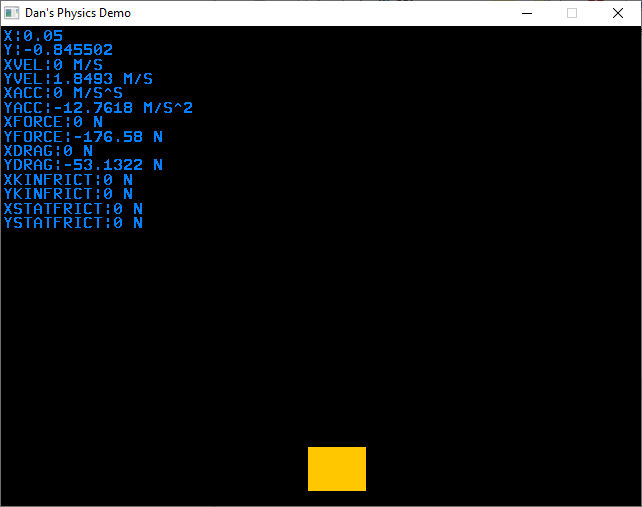 Dan's Physics Demo
X:0.05
Y:-0.845502
XVEL:0 M/S
YVEL:1.8493 M/S
XACC:0 M/S^S
YACC:-12.7618 M/S^2
XFORCE:0 N
YFORCE:-176.58 N
XDRAG:0 N
YDRAG:-53.1322 N
XKINFRICT:0 N
YKINFRICT:0 N
XSTATFRICT:0 N
YSTATFRICT:0 N